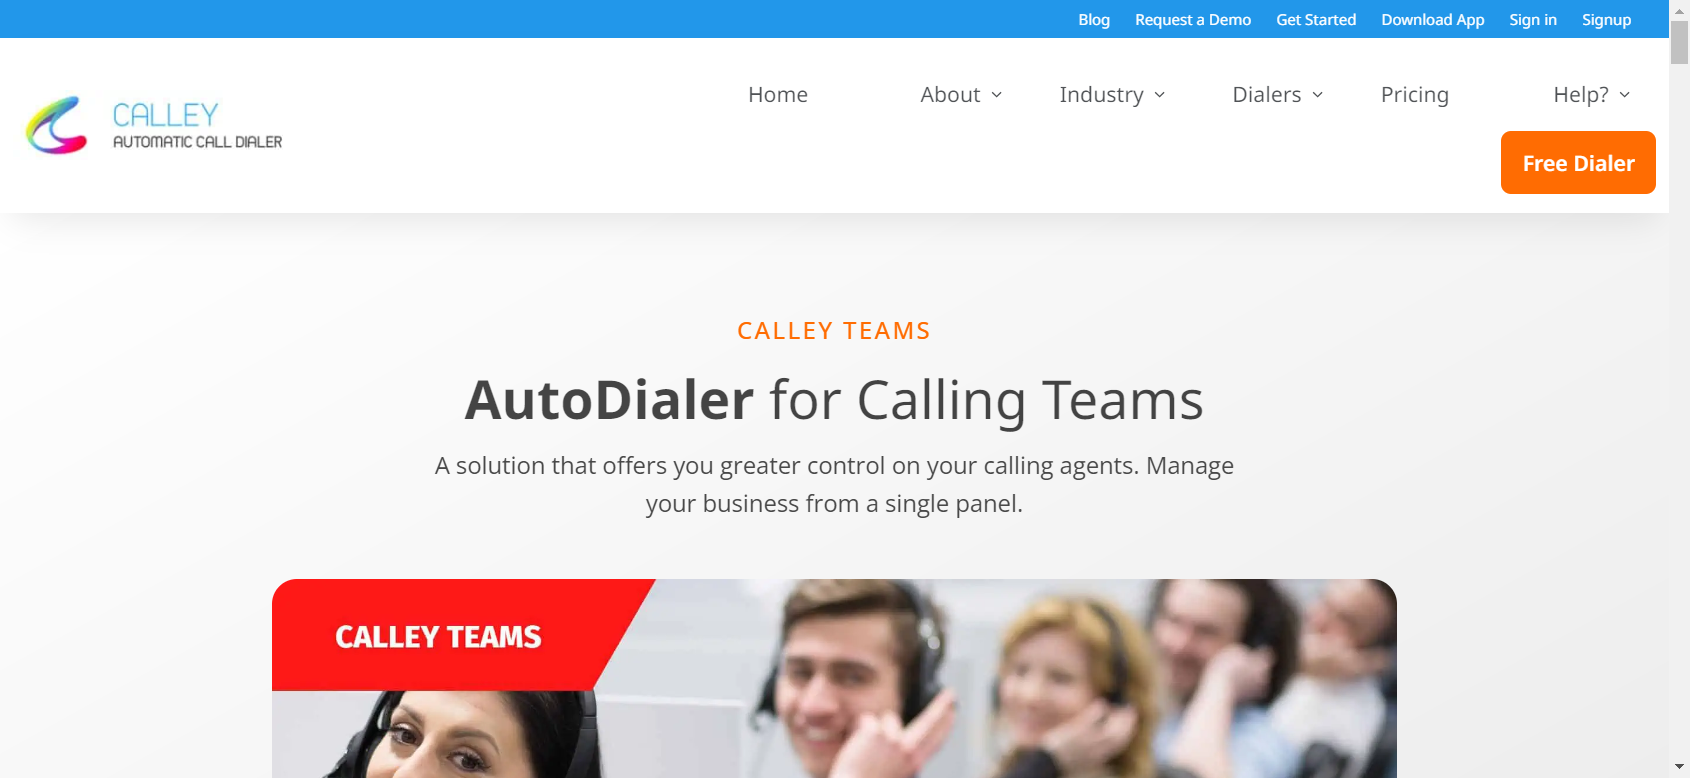 Blog Request a Demo Get Started Download App Sign in Signup
CALLEY
AUTOMATIC CALL DIALER
Home About Industry Dialers Pricing Help?
Free Dialer
CALLEY TEAMS
AutoDialer for Calling Teams
A solution that offers you greater control on your calling agents. Manage
your business from a single panel.
CALLEY TEAMS